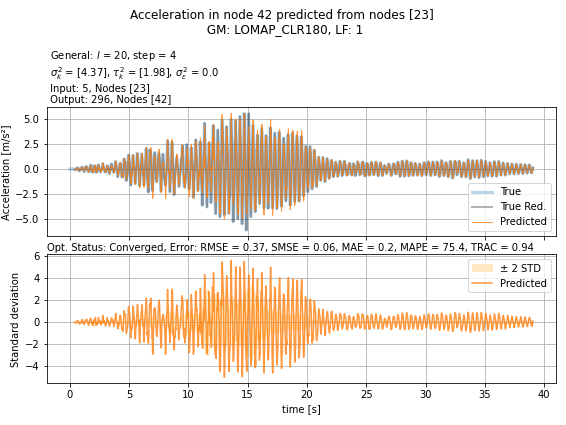 Acceleration in node 42 predicted from nodes [23]
GM: LOMAP_CLR180, LF: 1
General: l = 20, step = 4
σ²ₖ = [4.37], τ²ₖ = [1.98], σ²ε = 0.0
Input: 5, Nodes [23]
Output: 296, Nodes [42]
Acceleration [m/s²]
5.0
2.5
0.0
−2.5
−5.0
True
True Red.
Predicted
Opt. Status: Converged, Error: RMSE = 0.37, SMSE = 0.06, MAE = 0.2, MAPE = 75.4, TRAC = 0.94
Standard deviation
6
4
2
0
−2
−4
± 2 STD
Predicted
0 5 10 15 20 25 30 35 40
time [s]